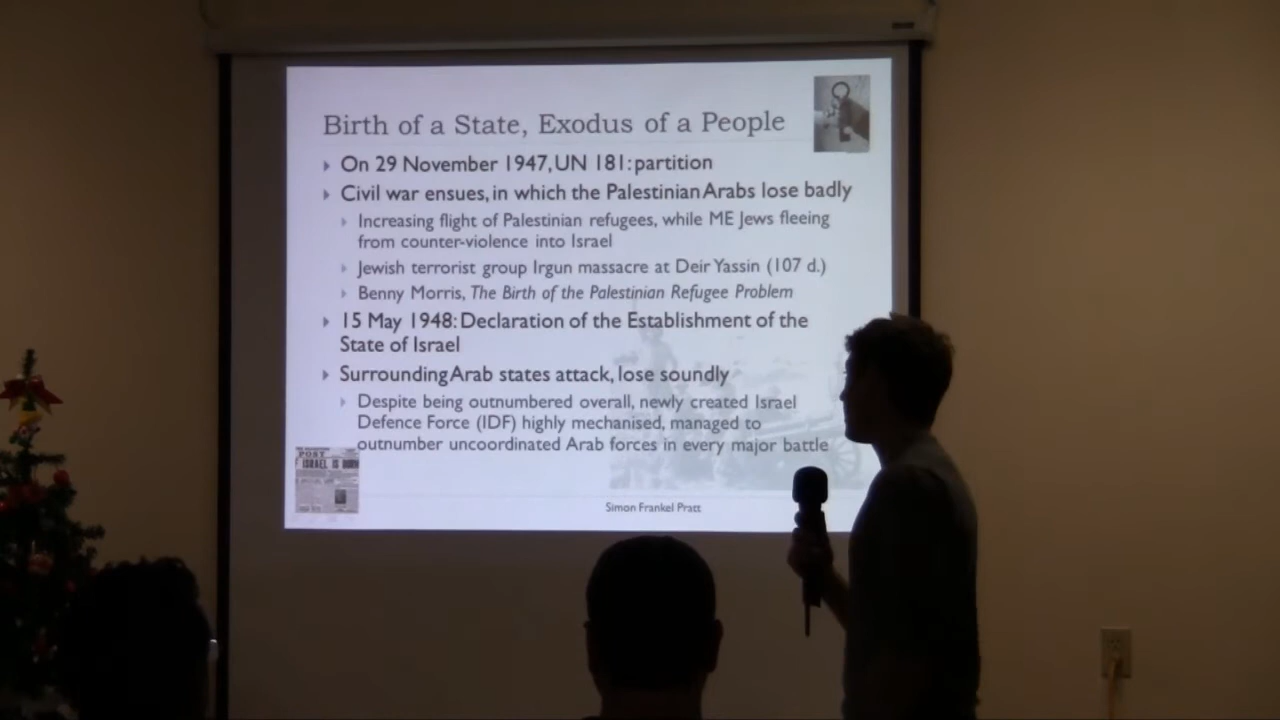 Birth of a State, Exodus of a People
On 29 November 1947, UN 181: partition
Civil war ensues, in which the Palestinian Arabs lose badly
Increasing flight of Palestinian refugees, while ME Jews fleeing
from counter-violence into Israel
Jewish terrorist group Irgun massacre at Deir Yassin (107 d.)
Benny Morris, The Birth of the Palestinian Refugee Problem
15 May 1948: Declaration of the Establishment of the
State of Israel
Surrounding Arab states attack, lose soundly
Despite being outnumbered overall, newly created Israel
Defence Force (IDF) highly mechanised, managed to
outnumber uncoordinated Arab forces in every major battle
POST
ISRAEL IS BORN
Simon Frankel Pratt